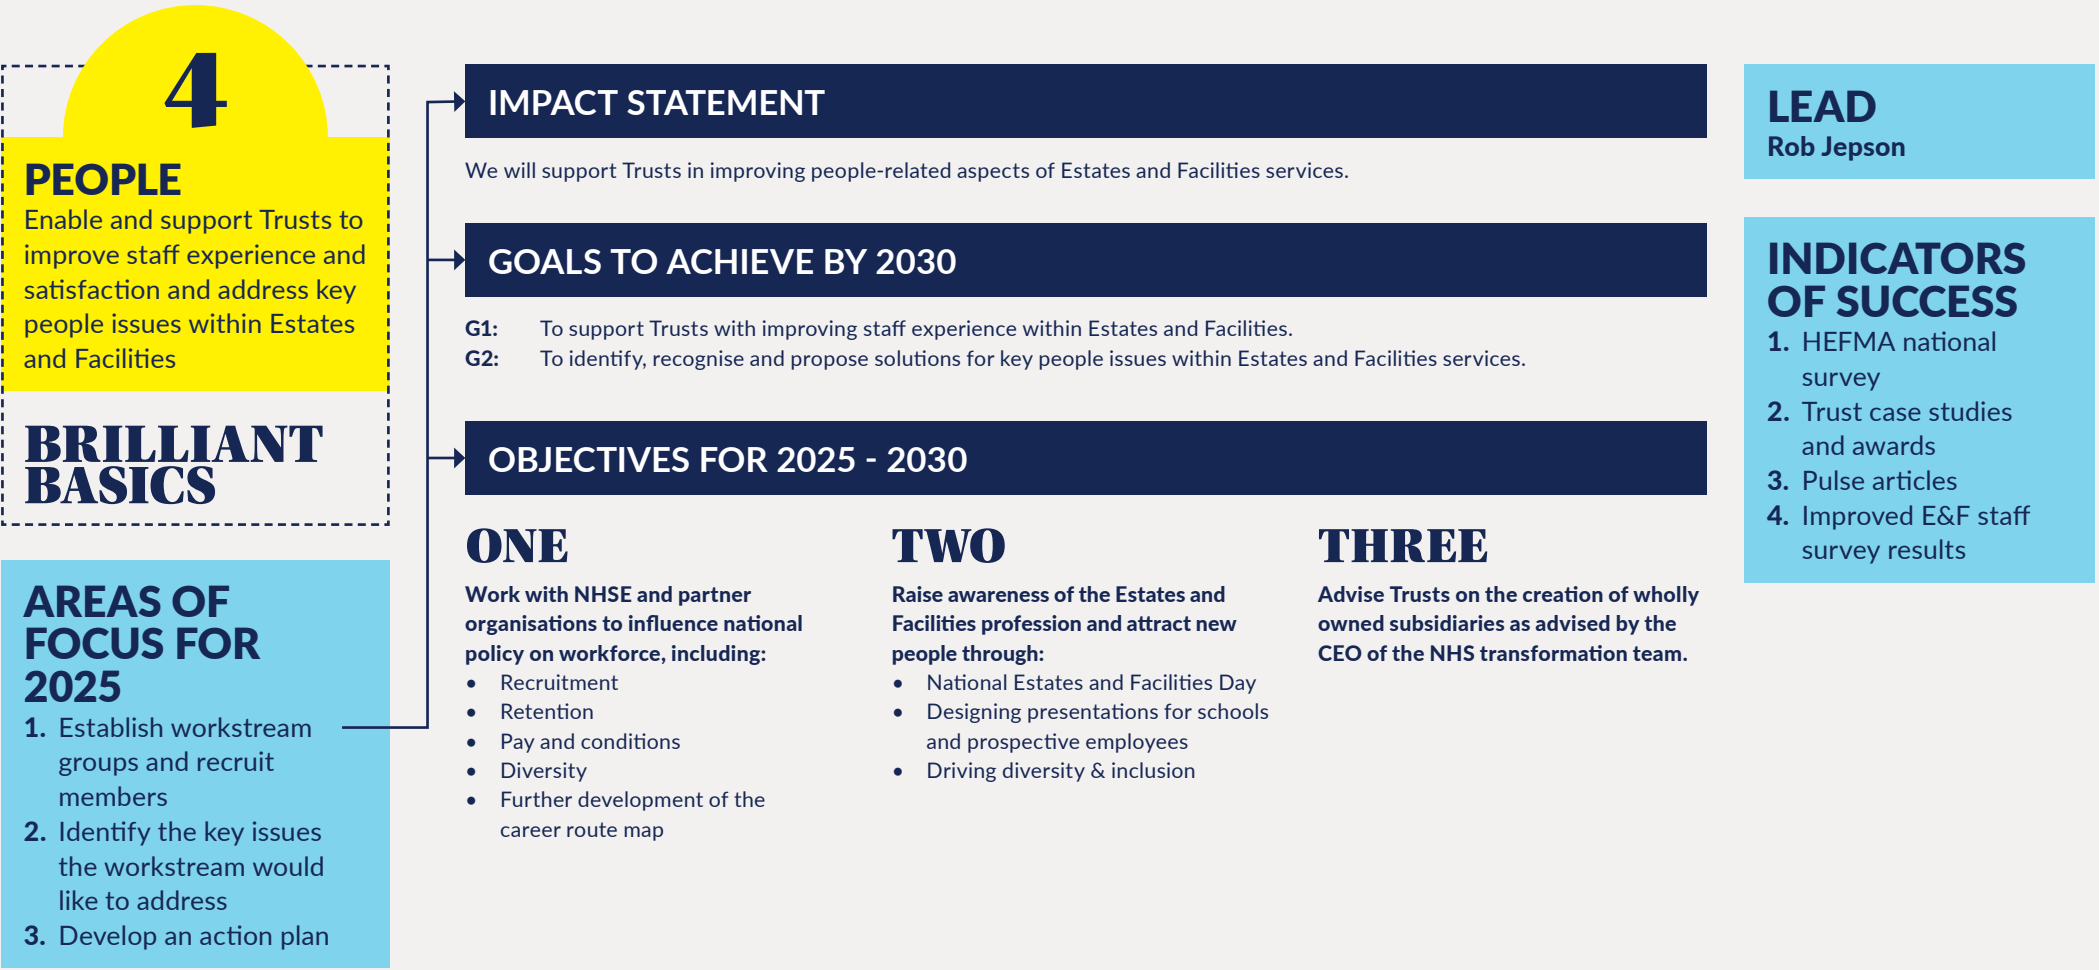 4
PEOPLE
Enable and support Trusts to
improve staff experience and
satisfaction and address key
people issues within Estates
and Facilities
BRILLIANT
BASICS
AREAS OF
FOCUS FOR
2025
1. Establish workstream
groups and recruit
members
2. Identify the key issues
the workstream would
like to address
3. Develop an action plan
IMPACT STATEMENT
We will support Trusts in improving people-related aspects of Estates and Facilities services.
GOALS TO ACHIEVE BY 2030
G1: To support Trusts with improving staff experience within Estates and Facilities.
G2: To identify, recognise and propose solutions for key people issues within Estates and Facilities services.
OBJECTIVES FOR 2025 - 2030
ONE
Work with NHSE and partner
organisations to influence national
policy on workforce, including:
• Recruitment
• Retention
• Pay and conditions
• Diversity
• Further development of the
career route map
TWO
Raise awareness of the Estates and
Facilities profession and attract new
people through:
• National Estates and Facilities Day
• Designing presentations for schools
and prospective employees
• Driving diversity & inclusion
THREE
Advise Trusts on the creation of wholly
owned subsidiaries as advised by the
CEO of the NHS transformation team.
LEAD
Rob Jepson
INDICATORS
OF SUCCESS
1. HEFMA national
survey
2. Trust case studies
and awards
3. Pulse articles
4. Improved E&F staff
survey results